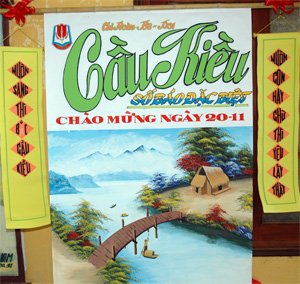 Cầu Kiều
SỐ BÁO ĐẶC BIỆT
CHÀO MỪNG NGÀY 20-11
MUỐN
SANG
THÌ
BẮC
CẦU
KIỀU
MUỐN
CON
HAY
CHỮ
THÌ
YÊU
LẤY
THẦY